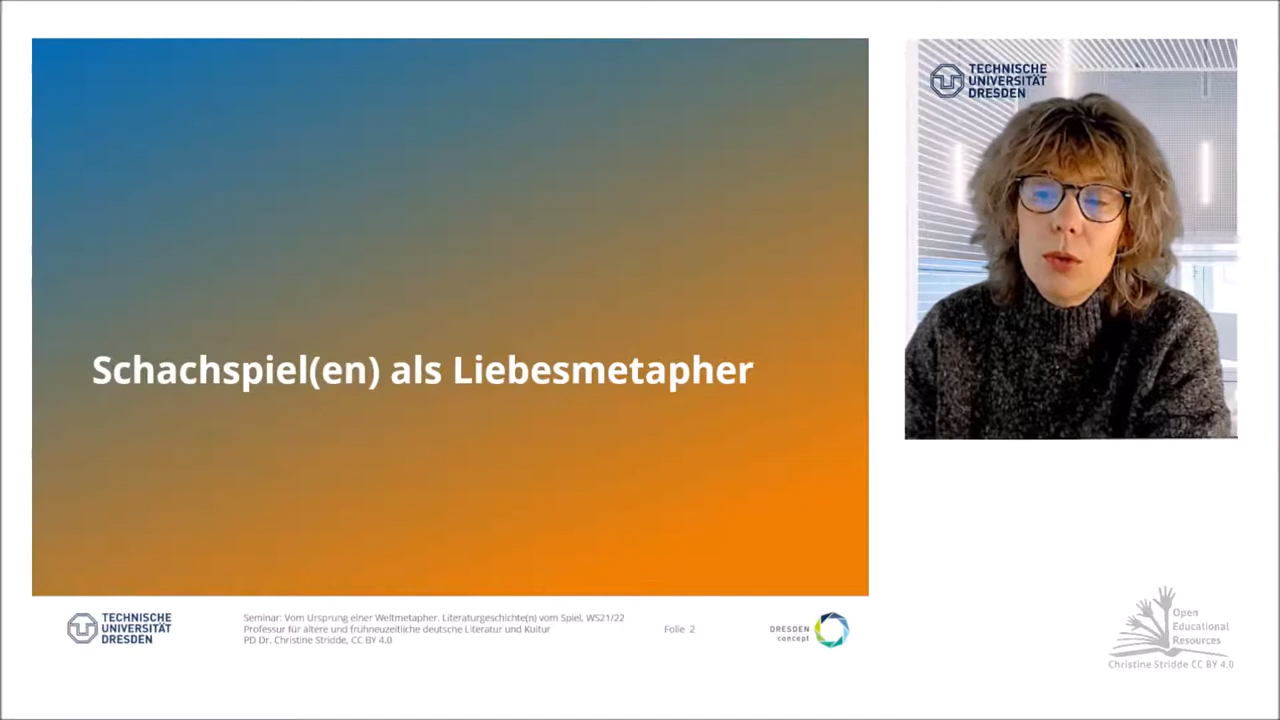 Schachspiel(en) als Liebesmetapher
TECHNISCHE
UNIVERSITÄT
DRESDEN
TECHNISCHE
UNIVERSITÄT
DRESDEN
Seminar: Vom Ursprung einer Weltmetapher. Literaturgeschichte(n) vom Spiel, WS21/22
Professur für ältere und frühneuzeitliche deutsche Literatur und Kultur
PD Dr. Christine Stridde, CC BY 4.0
Folie 2
DRESDEN
concept
Open
Educational
Resources
Christine Stridde CC BY 4.0